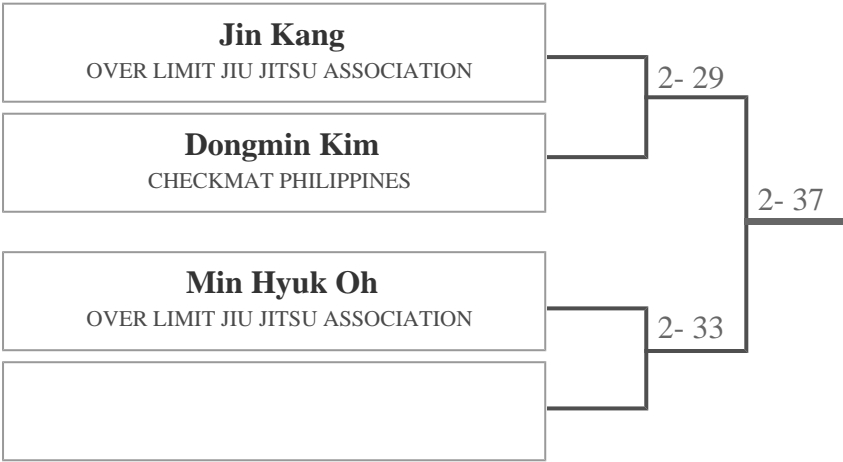 Jin Kang
OVER LIMIT JIU JITSU ASSOCIATION
2- 29
Dongmin Kim
CHECKMAT PHILIPPINES
2- 37
Min Hyuk Oh
OVER LIMIT JIU JITSU ASSOCIATION
2- 33